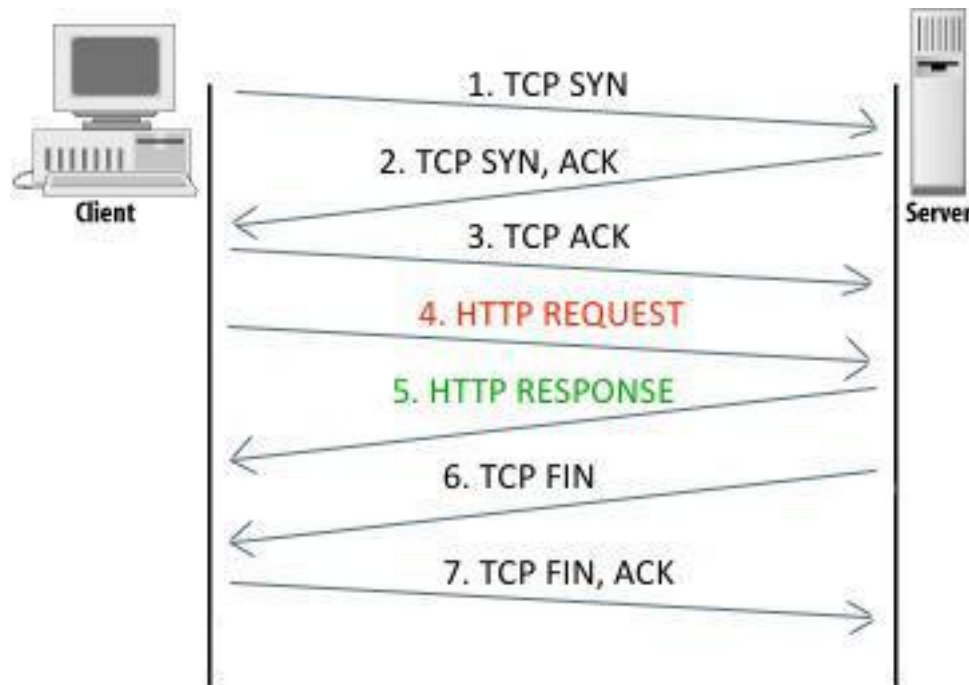 1. TCP SYN
2. TCP SYN, ACK
Client
Server
3. TCP ACK
4. HTTP REQUEST
5. HTTP RESPONSE
6. TCP FIN
7. TCP FIN, ACK